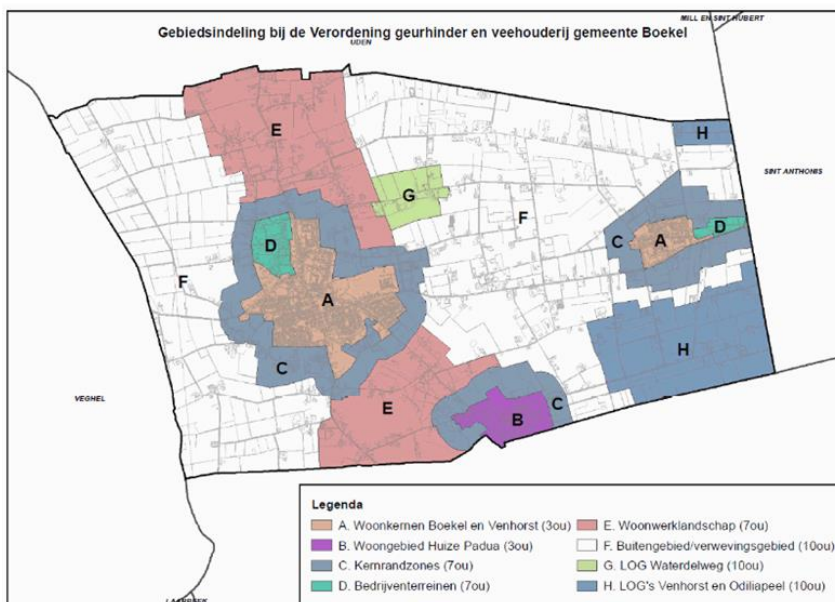 MILL EN SINT HUBERT
Gebiedsindeling bij de Verordening geurhinder en veehouderij gemeente Boekel
UDEN
E
H
SINT ANTHONIS
G
F
D
C
A
D
F
A
H
C
E
C
B
VEGHEL
Legenda
A. Woonkernen Boekel en Venhorst (3ou)
E. Woonwerklandschap (7ou)
B. Woongebied Huize Padua (3ou)
F. Buitengebied/verwevingsgebied (10ou)
C. Kernrandzones (7ou)
G. LOG Waterdelweg (10ou)
D. Bedrijventerreinen (7ou)
H. LOG's Venhorst en Odiliapeel (10ou)
LAARBEEK